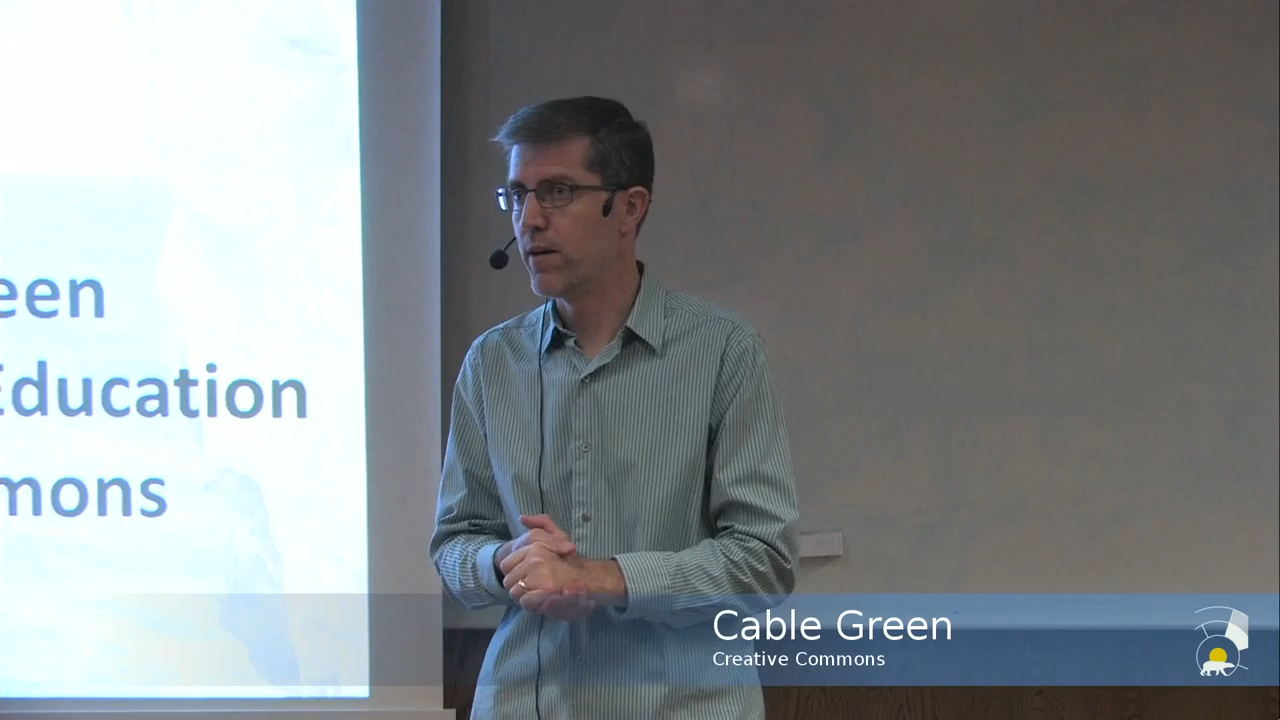 een
Education
mons
Cable Green
Creative Commons